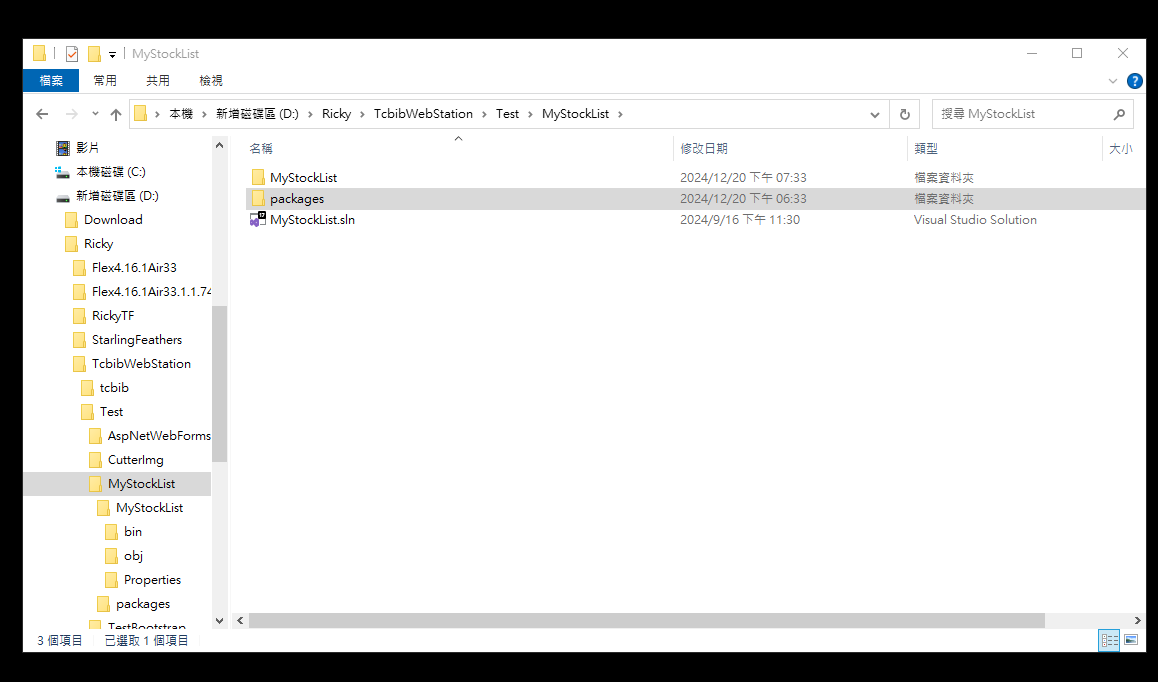 MyStockList
檔案 常用 共用 檢視
本機 新增磁碟區 (D:) Ricky TcbibWebStation Test MyStockList 搜尋 MyStockList
影片
本機磁碟 (C:)
新增磁碟區 (D:)
Download
Ricky
Flex4.16.1Air33
Flex4.16.1Air33.1.1.74
RickyTF
StarlingFeathers
TcbibWebStation
tcbib
Test
AspNetWebForms
CutterImg
MyStockList
MyStockList
bin
obj
Properties
packages
TestBootstrap
名稱 修改日期 類型 大小
MyStockList 2024/12/20 下午 07:33 檔案資料夾
packages 2024/12/20 下午 06:33 檔案資料夾
MyStockList.sln 2024/9/16 下午 11:30 Visual Studio Solution
3 個項目 已選取 1 個項目